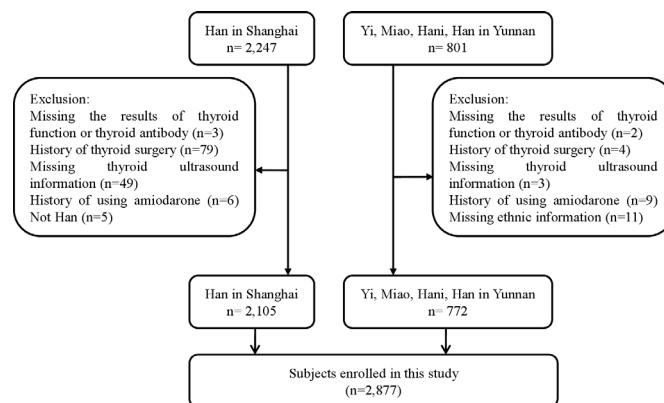 Han in Shanghai
n= 2,247
Yi, Miao, Hani, Han in Yunnan
n= 801
Exclusion:
Missing the results of thyroid
function or thyroid antibody (n=3)
History of thyroid surgery (n=79)
Missing thyroid ultrasound
information (n=49)
History of using amiodarone (n=6)
Not Han (n=5)
Exclusion:
Missing the results of thyroid
function or thyroid antibody (n=2)
History of thyroid surgery (n=4)
Missing thyroid ultrasound
information (n=3)
History of using amiodarone (n=9)
Missing ethnic information (n=11)
Han in Shanghai
n= 2,105
Yi, Miao, Hani, Han in Yunnan
n= 772
Subjects enrolled in this study
(n=2,877)